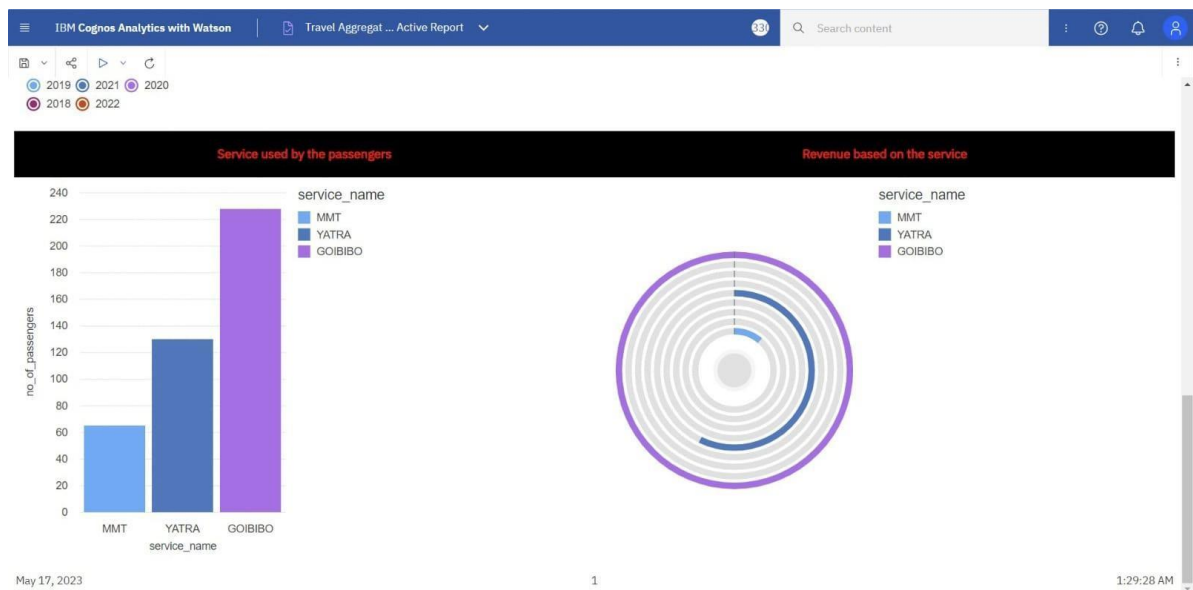 IBM Cognos Analytics with Watson
Travel Aggregat ... Active Report
Search content
2019 2021 2020
2018 2022
Service used by the passengers
Revenue based on the service
240
220
200
180
160
140
120
100
80
60
40
20
0
no_of_passengers
MMT YATRA GOIBIBO
service_name
service_name
MMT
YATRA
GOIBIBO
service_name
MMT
YATRA
GOIBIBO
May 17, 2023
1
1:29:28 AM